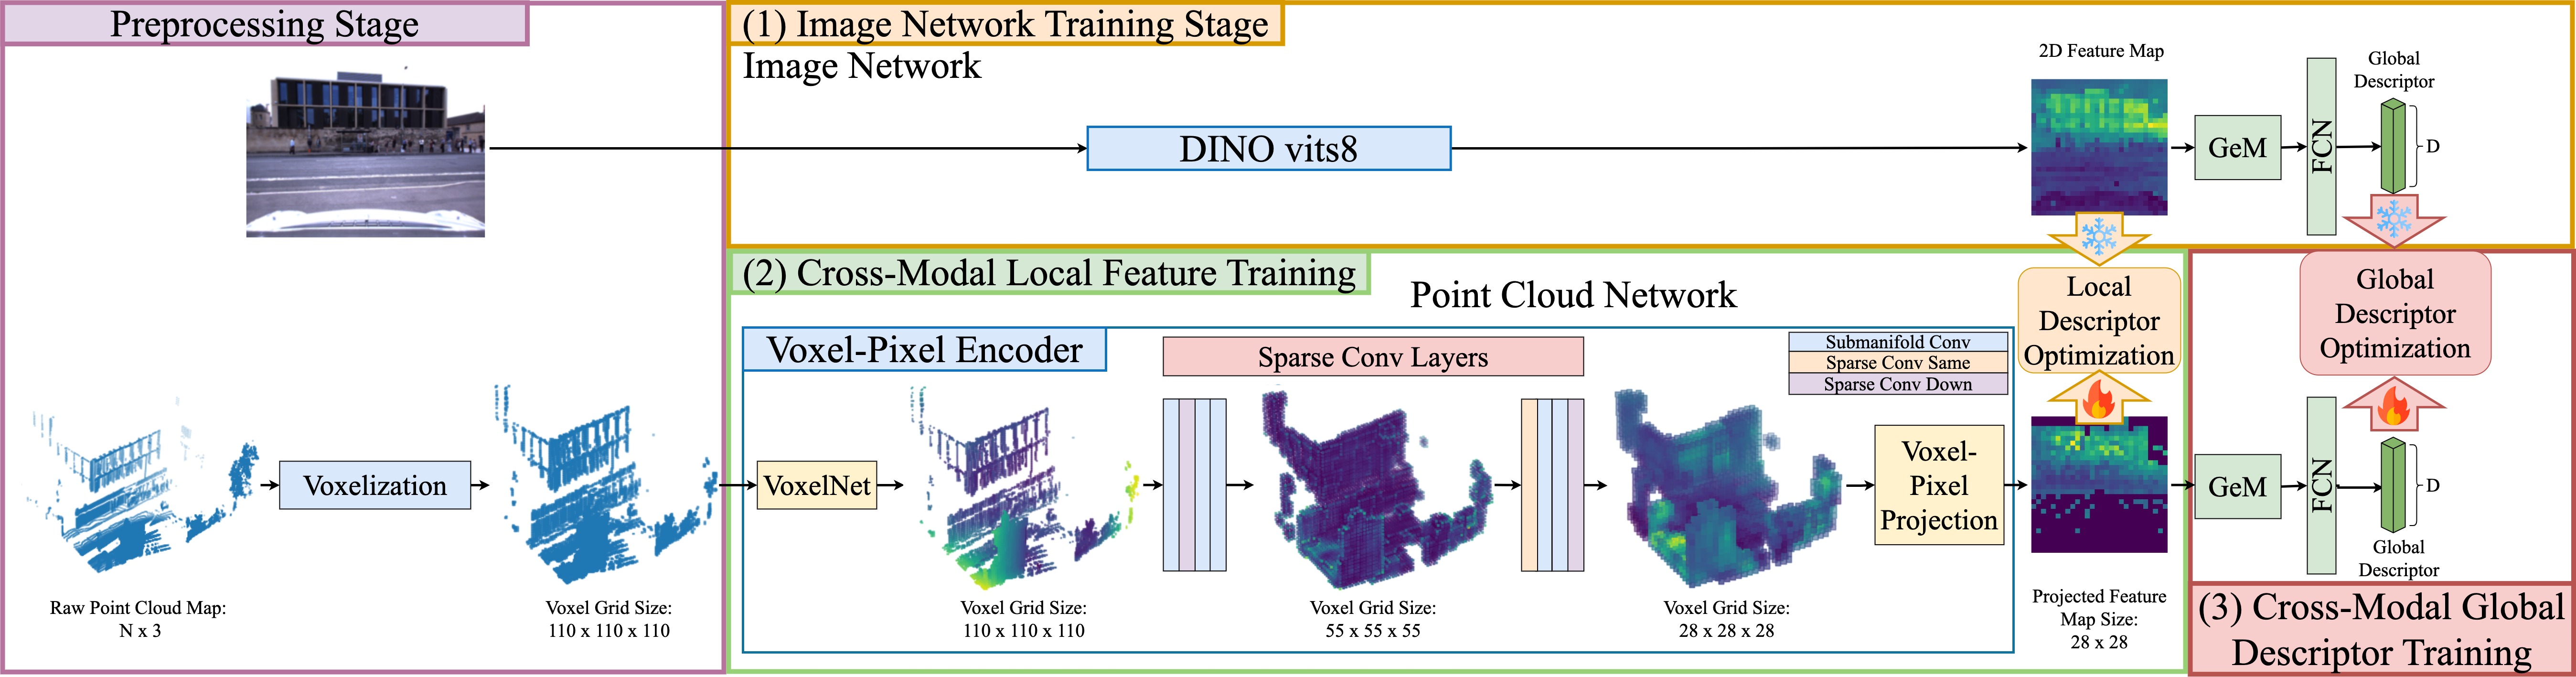 Preprocessing Stage
(1) Image Network Training Stage
Image Network
DINO vits8
2D Feature Map
GeM
FCN
Global
Descriptor
D
(2) Cross-Modal Local Feature Training
Point Cloud Network
Voxel-Pixel Encoder
Sparse Conv Layers
Submanifold Conv
Sparse Conv Same
Sparse Conv Down
Local
Descriptor
Optimization
Global
Descriptor
Optimization
Voxelization
VoxelNet
Voxel-
Pixel
Projection
GeM
FCN
D
Global
Descriptor
Raw Point Cloud Map:
N x 3
Voxel Grid Size:
110 x 110 x 110
Voxel Grid Size:
110 x 110 x 110
Voxel Grid Size:
55 x 55 x 55
Voxel Grid Size:
28 x 28 x 28
Projected Feature
Map Size:
28 x 28
(3) Cross-Modal Global
Descriptor Training